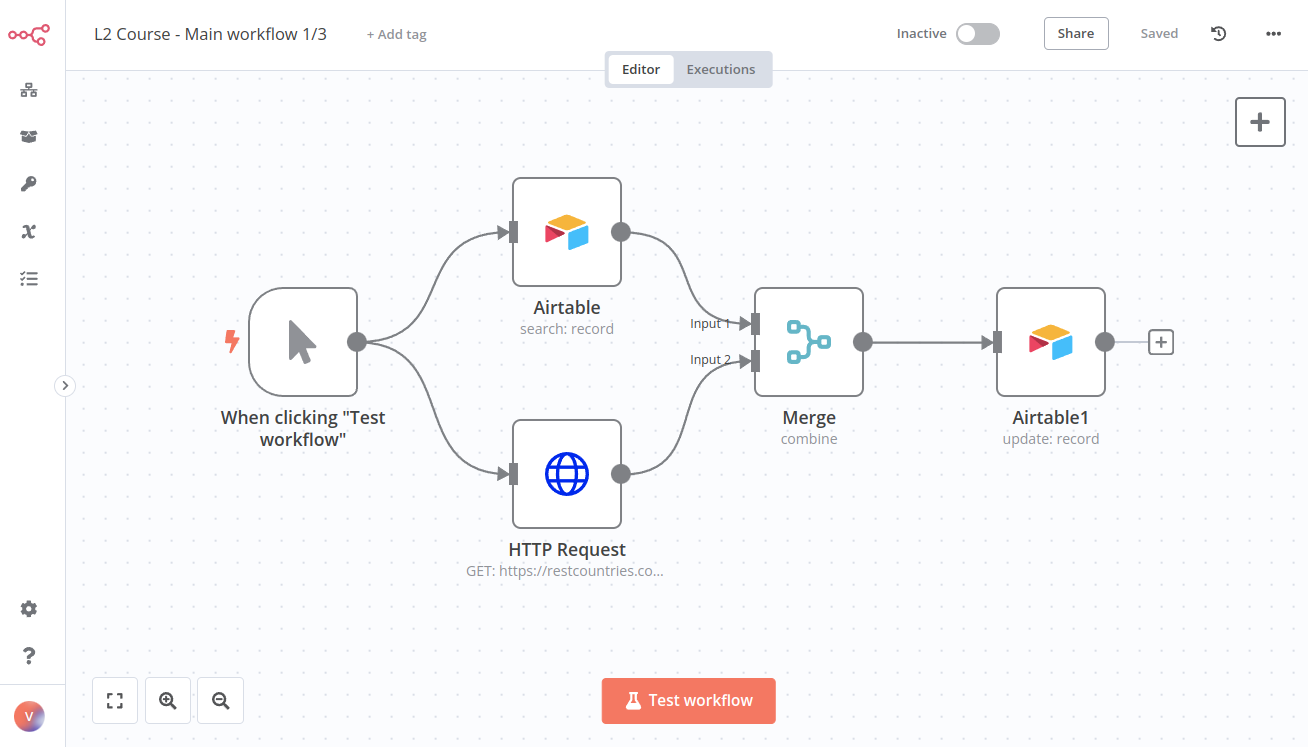 L2 Course - Main workflow 1/3
+ Add tag
Inactive
Share
Saved
Editor
Executions
Airtable
search: record
Input 1
Input 2
When clicking "Test
workflow"
Merge
combine
Airtable1
update: record
HTTP Request
GET: https://restcountries.co...
Test workflow
V